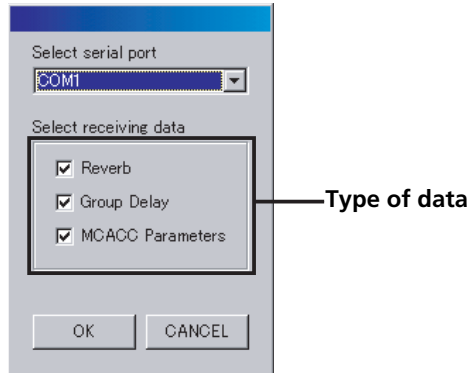 Select serial port
COM1
Select receiving data
Reverb
Group Delay
MCACC Parameters
Type of data
OK
CANCEL